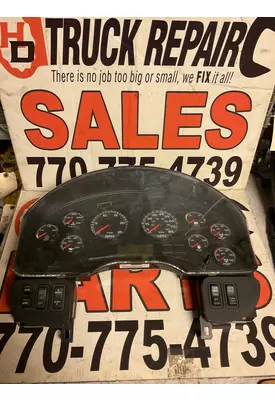 H TRUCK REPAIR
There is no job too big or small, we FIX it all!
SALES
770-775-4739
PARTS
770-775-4739